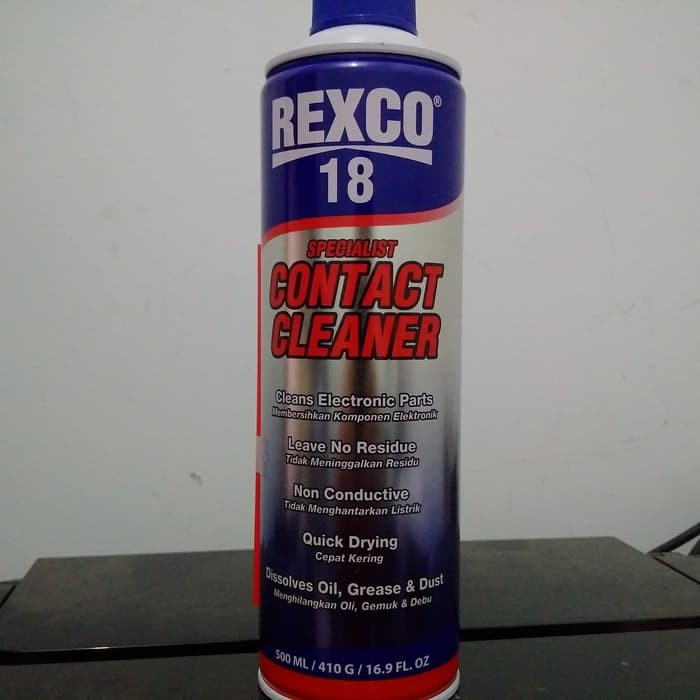 REXCO®
18
SPECIALIST
CONTACT
CLEANER
Cleans Electronic Parts
Membersihkan Komponen Elektronik
Leave No Residue
Tidak Meninggalkan Residu
Non Conductive
Tidak Menghantarkan Listrik
Quick Drying
Cepat Kering
Dissolves Oil, Grease & Dust
Menghilangkan Oli, Gemuk & Debu
500 ML / 410 G / 16.9 FL. OZ